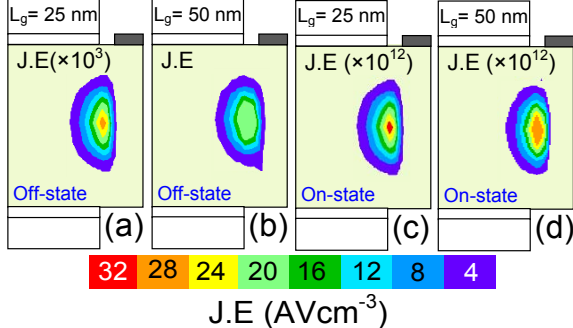 Lg= 25 nm
Lg= 50 nm
Lg= 25 nm
Lg= 50 nm
J.E(×10³)
J.E
J.E (×10¹²)
J.E (×10¹²)
Off-state
Off-state
On-state
On-state
(a)
(b)
(c)
(d)
32 28 24 20 16 12 8 4
J.E (AVcm⁻³)